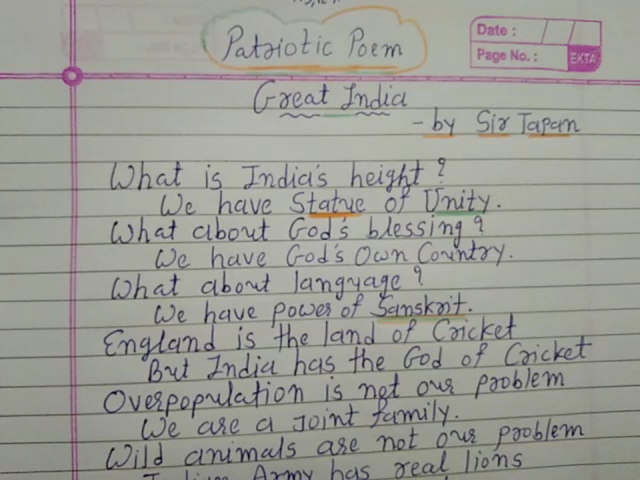 Patriotic Poem
Date :
Page No. :
EKTA
Great India
- by Sir Tapan
What is India's height ?
We have Statue of Unity.
What about God's blessing ?
We have God's Own Country.
What about language ?
We have power of Sanskrit.
England is the land of Cricket
But India has the God of Cricket
Overpopulation is not our problem
We are a Joint family.
Wild animals are not our problem
Indian Army has real lions